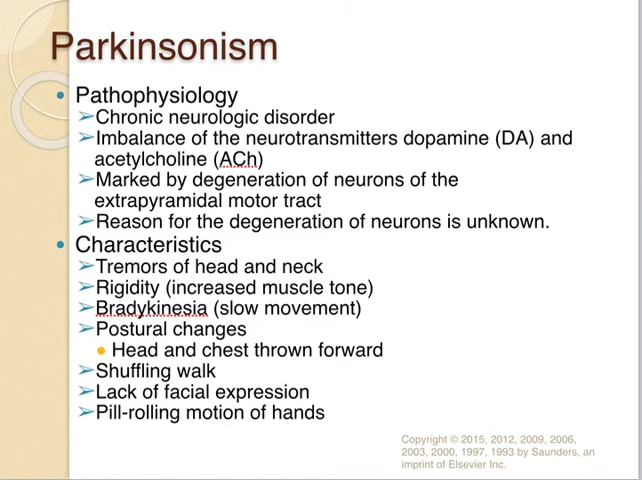 Parkinsonism
• Pathophysiology
➢Chronic neurologic disorder
➢Imbalance of the neurotransmitters dopamine (DA) and
acetylcholine (ACh)
➢Marked by degeneration of neurons of the
extrapyramidal motor tract
➢Reason for the degeneration of neurons is unknown.
• Characteristics
➢Tremors of head and neck
➢Rigidity (increased muscle tone)
➢Bradykinesia (slow movement)
➢Postural changes
• Head and chest thrown forward
➢Shuffling walk
➢Lack of facial expression
➢Pill-rolling motion of hands
Copyright © 2015, 2012, 2009, 2006,
2003, 2000, 1997, 1993 by Saunders, an
imprint of Elsevier Inc.